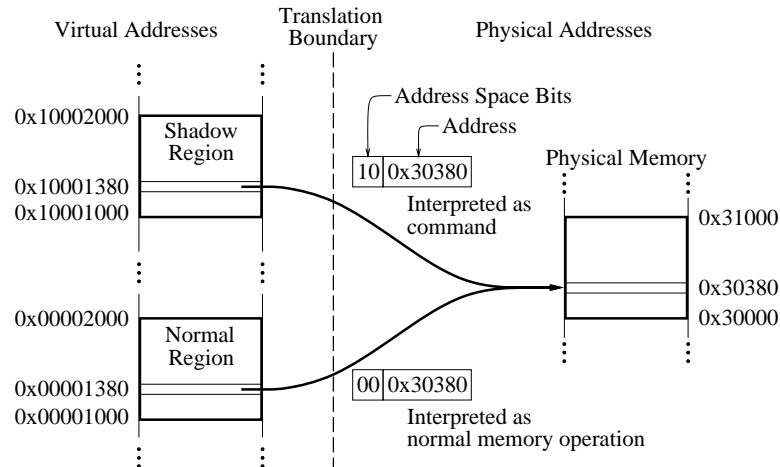 Virtual Addresses
Translation
Boundary
Physical Addresses
0x10002000
Shadow
Region
0x10001380
0x10001000
Address Space Bits
Address
10 0x30380
Interpreted as
command
Physical Memory
0x31000
0x30380
0x30000
0x00002000
Normal
Region
0x00001380
0x00001000
00 0x30380
Interpreted as
normal memory operation